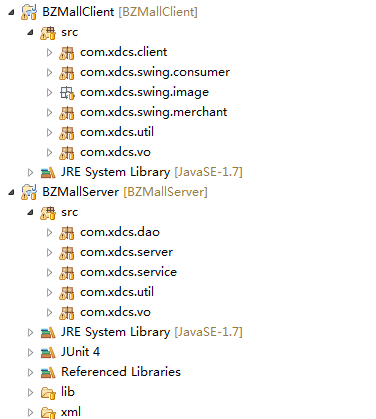 BZMallClient [BZMallClient]
src
com.xdcs.client
com.xdcs.swing.consumer
com.xdcs.swing.image
com.xdcs.swing.merchant
com.xdcs.util
com.xdcs.vo
JRE System Library [JavaSE-1.7]
BZMallServer [BZMallServer]
src
com.xdcs.dao
com.xdcs.server
com.xdcs.service
com.xdcs.util
com.xdcs.vo
JRE System Library [JavaSE-1.7]
JUnit 4
Referenced Libraries
lib
xml